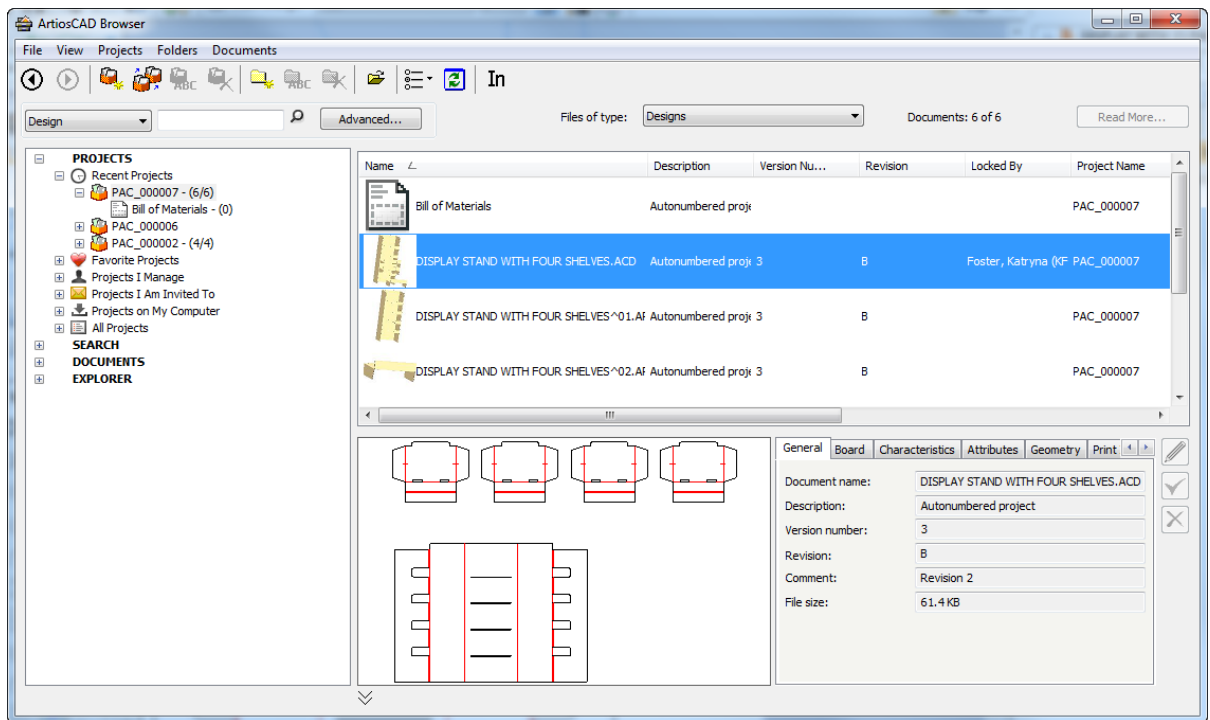 ArtiosCAD Browser
File View Projects Folders Documents
ABC ABC In
Design Advanced... Files of type: Designs Documents: 6 of 6 Read More...
PROJECTS
Recent Projects
PAC_000007 - (6/6)
Bill of Materials - (0)
PAC_000006
PAC_000002 - (4/4)
Favorite Projects
Projects I Manage
Projects I Am Invited To
Projects on My Computer
All Projects
SEARCH
DOCUMENTS
EXPLORER
Name Description Version Nu... Revision Locked By Project Name
Bill of Materials Autonumbered proje PAC_000007
DISPLAY STAND WITH FOUR SHELVES.ACD Autonumbered proje 3 B Foster, Katryna (KF PAC_000007
DISPLAY STAND WITH FOUR SHELVES^01.AF Autonumbered proje 3 B PAC_000007
DISPLAY STAND WITH FOUR SHELVES^02.AF Autonumbered proje 3 B PAC_000007
General Board Characteristics Attributes Geometry Print
Document name: DISPLAY STAND WITH FOUR SHELVES.ACD
Description: Autonumbered project
Version number: 3
Revision: B
Comment: Revision 2
File size: 61.4 KB